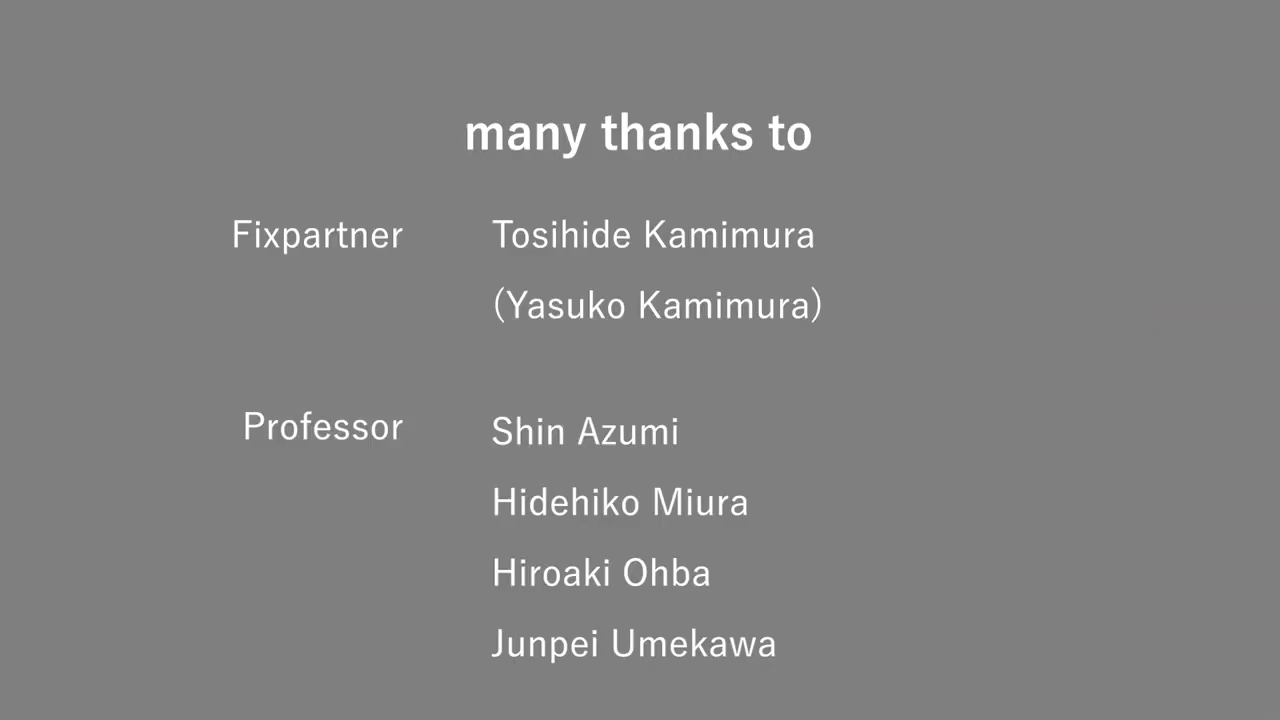 many thanks to
Fixpartner Tosihide Kamimura
(Yasuko Kamimura)
Professor Shin Azumi
Hidehiko Miura
Hiroaki Ohba
Junpei Umekawa